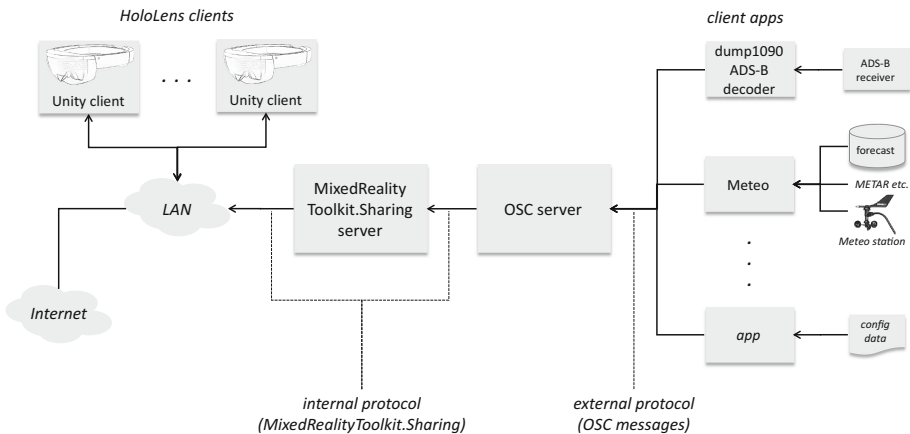 HoloLens clients
client apps
. . .
Unity client
Unity client
dump1090
ADS-B
decoder
ADS-B
receiver
LAN
MixedReality
Toolkit.Sharing
server
OSC server
Meteo
forecast
METAR etc.
Meteo station
.
.
.
Internet
app
config
data
internal protocol
(MixedRealityToolkit.Sharing)
external protocol
(OSC messages)